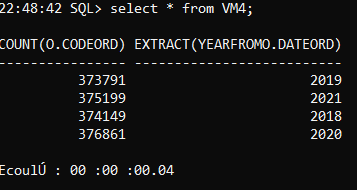 22:48:42 SQL> select * from VM4;
COUNT(O.CODEORD) EXTRACT(YEARFROMO.DATEORD)
---------------- --------------------------
373791 2019
375199 2021
374149 2018
376861 2020
EcoulÚ : 00 :00 :00.04